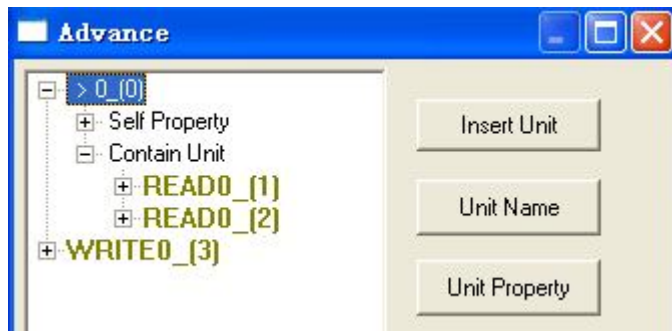 Advance
> 0_(0)
Self Property
Contain Unit
READ0_(1)
READ0_(2)
WRITE0_(3)
Insert Unit
Unit Name
Unit Property